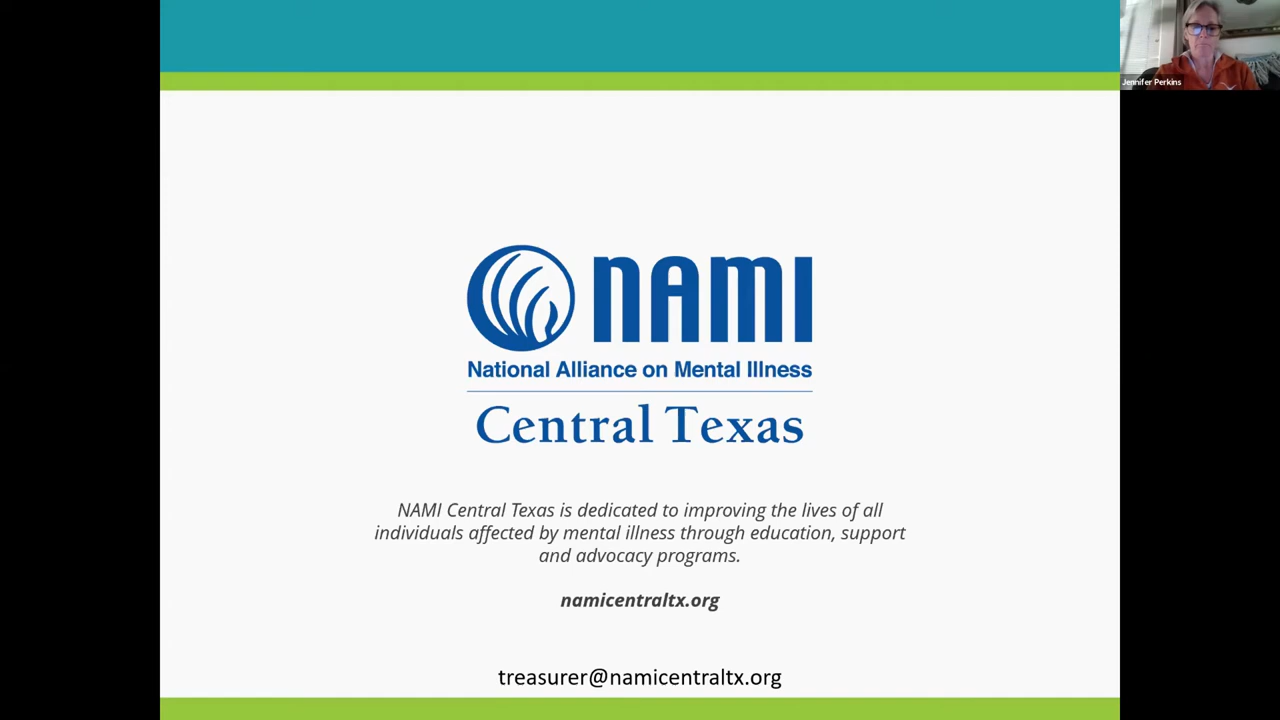 Jennifer Perkins
NAMI
National Alliance on Mental Illness
Central Texas
NAMI Central Texas is dedicated to improving the lives of all
individuals affected by mental illness through education, support
and advocacy programs.
namicentraltx.org
treasurer@namicentraltx.org